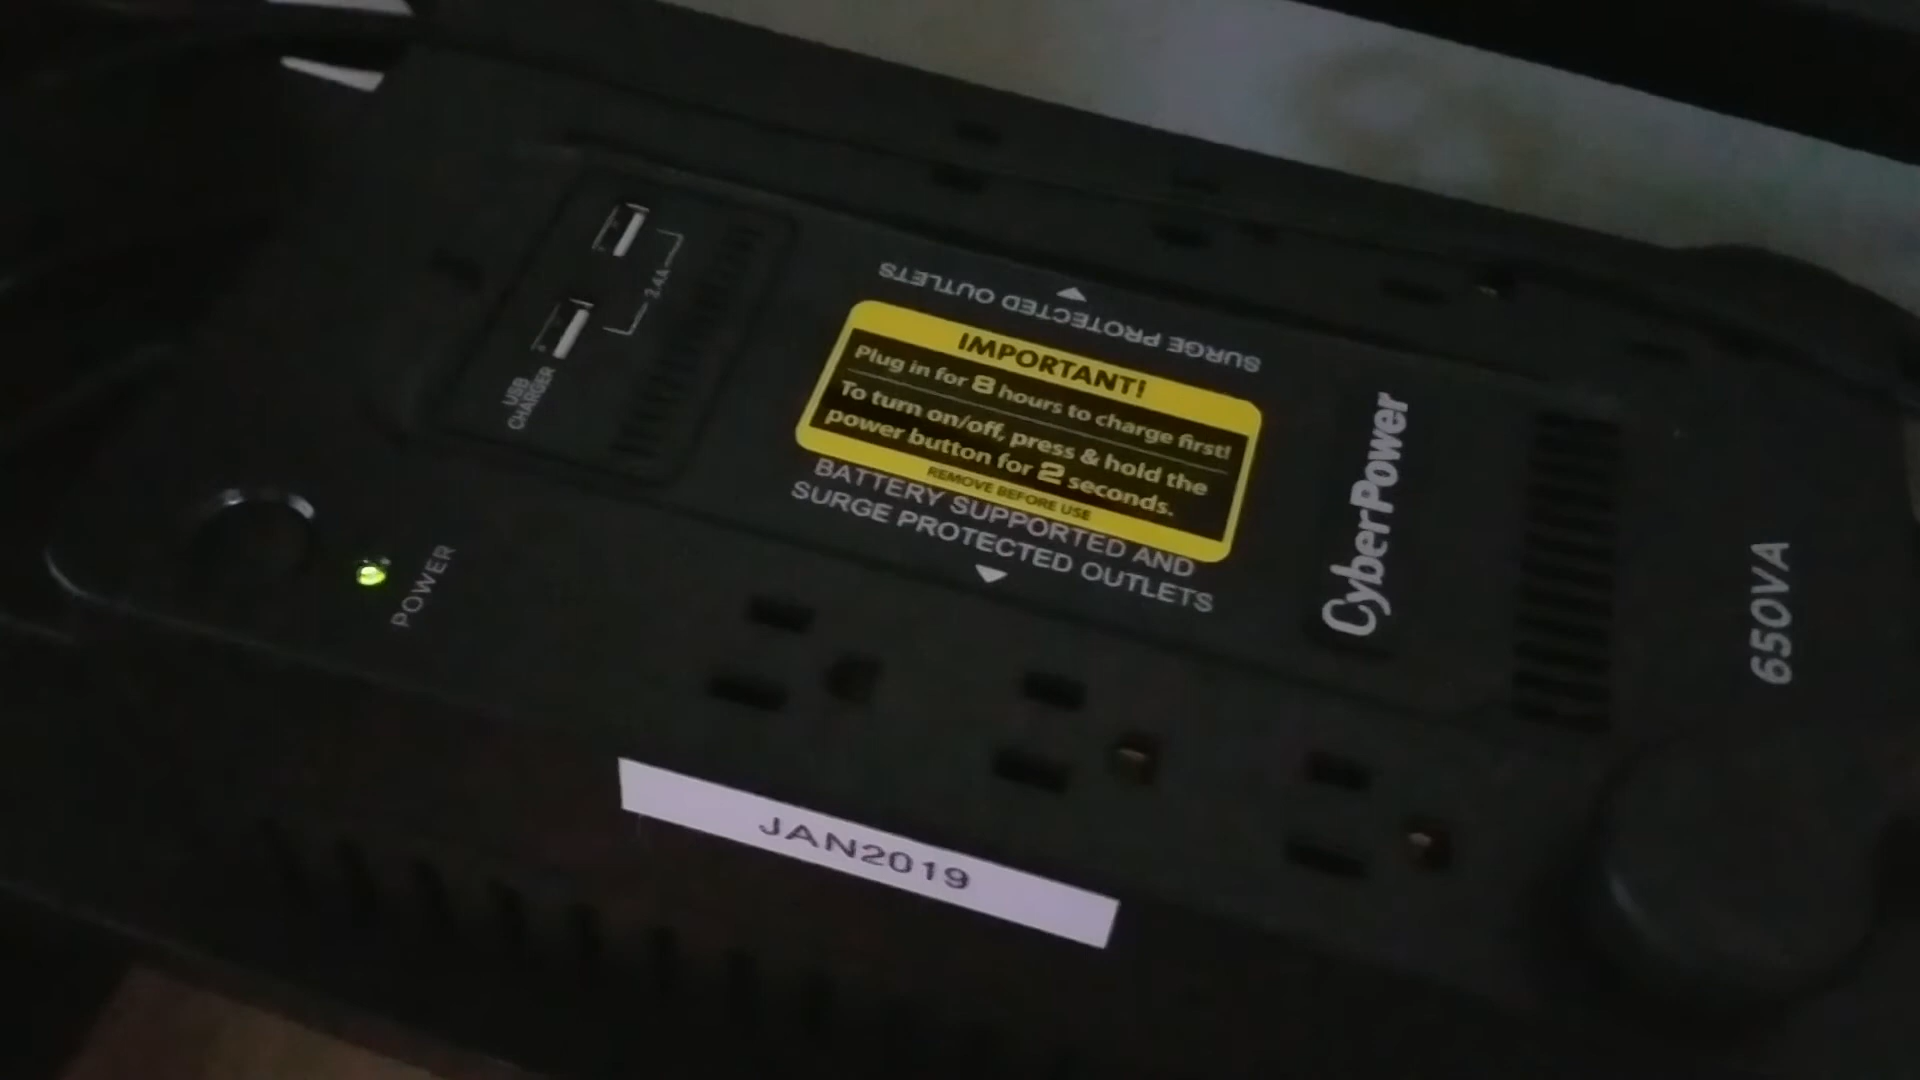 SURGE PROTECTED OUTLETS
USB
CHARGER
2.4A
IMPORTANT!
Plug in for 8 hours to charge first!
To turn on/off, press & hold the
power button for 2 seconds.
REMOVE BEFORE USE
BATTERY SUPPORTED AND
SURGE PROTECTED OUTLETS
CyberPower
650VA
POWER
JAN2019